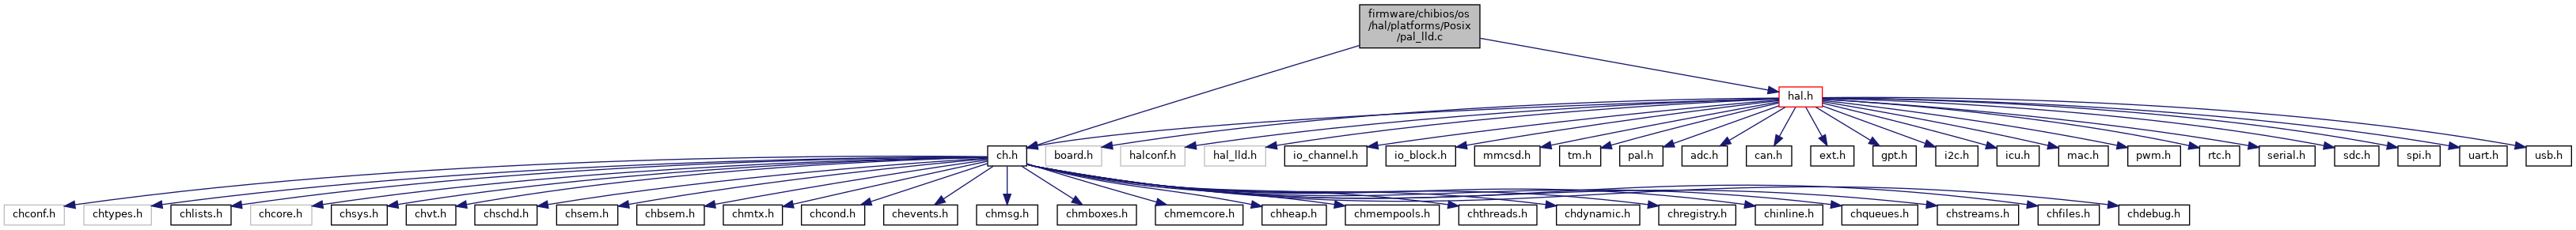 firmware/chibios/os
/hal/platforms/Posix
/pal_lld.c
hal.h
ch.h
board.h
halconf.h
hal_lld.h
io_channel.h
io_block.h
mmcsd.h
tm.h
pal.h
adc.h
can.h
ext.h
gpt.h
i2c.h
icu.h
mac.h
pwm.h
rtc.h
serial.h
sdc.h
spi.h
uart.h
usb.h
chconf.h
chtypes.h
chlists.h
chcore.h
chsys.h
chvt.h
chschd.h
chsem.h
chbsem.h
chmtx.h
chcond.h
chevents.h
chmsg.h
chmboxes.h
chmemcore.h
chheap.h
chmempools.h
chthreads.h
chdynamic.h
chregistry.h
chinline.h
chqueues.h
chstreams.h
chfiles.h
chdebug.h